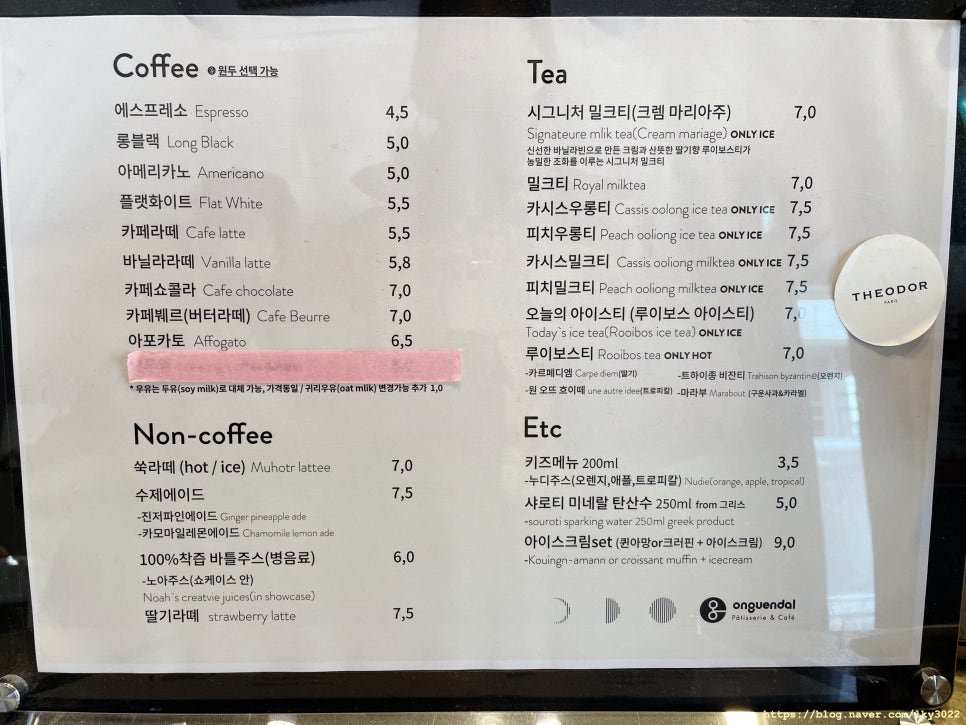 Coffee 원두 선택 가능
에스프레소 Espresso 4,5
롱블랙 Long Black 5,0
아메리카노 Americano 5,0
플랫화이트 Flat White 5,5
카페라떼 Cafe latte 5,5
바닐라라떼 Vanilla latte 5,8
카페쇼콜라 Cafe chocolate 7,0
카페뷔르(버터라떼) Cafe Beurre 7,0
아포카토 Affogato 6,5
* 우유는 두유(soy milk)로 대체 가능, 가격동일 / 귀리우유(oat mlik) 변경가능 추가 1,0
Non-coffee
쑥라떼 (hot / ice) Muhotr lattee 7,0
수제에이드 7,5
-진저파인에이드 Ginger pineapple ade
-카모마일레몬에이드 Chamomile lemon ade
100%착즙 바틀주스(병음료) 6,0
-노아주스(쇼케이스 안)
Noah`s creatvie juices(in showcase)
딸기라떼 strawberry latte 7,5
Tea
시그니처 밀크티(크렘 마리아주) 7,0
Signateure mlik tea(Cream mariage) ONLY ICE
신선한 바닐라빈으로 만든 크림과 산뜻한 딸기향 루이보스티가
농밀한 조화를 이루는 시그니처 밀크티
밀크티 Royal milktea 7,0
카시스우롱티 Cassis oolong ice tea ONLY ICE 7,5
피치우롱티 Peach ooliong ice tea ONLY ICE 7,5
카시스밀크티 Cassis ooliong milktea ONLY ICE 7,5
피치밀크티 Peach ooliong milktea ONLY ICE 7,5
오늘의 아이스티 (루이보스 아이스티) 7,0
Today`s ice tea(Rooibos ice tea) ONLY ICE
루이보스티 Rooibos tea ONLY HOT 7,0
-카르페디엠 Carpe diem(딸기) -트하이종 비잔티 Trahison byzantine(오렌지)
-원 오뜨 흐이떼 une autre idee(트로피칼) -마라부 Marabout (구운사과&카라멜)
Etc
키즈메뉴 200ml 3,5
-누디주스(오렌지,애플,트로피칼) Nudie(orange, apple, tropical)
샤로티 미네랄 탄산수 250ml from 그리스 5,0
-souroti sparking water 250ml greek product
아이스크림set (퀸아망or크러핀 + 아이스크림) 9,0
-Kouingn-amann or croissant muffin + icecream
onguendal
Pâtisserie & Café
THEODOR
PARIS
https://blog.naver.com/lky3022